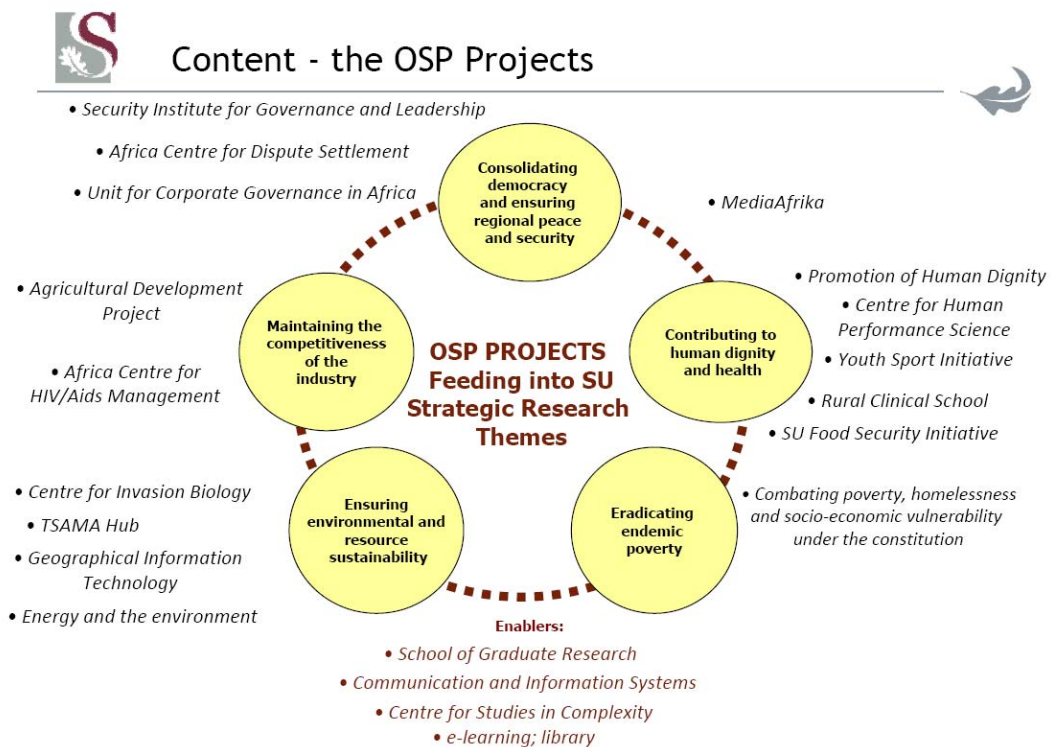 S
Content - the OSP Projects
• Security Institute for Governance and Leadership
• Africa Centre for Dispute Settlement
• Unit for Corporate Governance in Africa
Consolidating
democracy
and ensuring
regional peace
and security
• MediaAfrika
• Agricultural Development
Project
• Africa Centre for
HIV/Aids Management
Maintaining the
competitiveness
of the
industry
OSP PROJECTS
Feeding into SU
Strategic Research
Themes
Contributing to
human dignity
and health
• Promotion of Human Dignity
• Centre for Human
Performance Science
• Youth Sport Initiative
• Rural Clinical School
• SU Food Security Initiative
• Centre for Invasion Biology
• TSAMA Hub
• Geographical Information
Technology
• Energy and the environment
Ensuring
environmental and
resource
sustainability
Eradicating
endemic
poverty
• Combating poverty, homelessness
and socio-economic vulnerability
under the constitution
Enablers:
• School of Graduate Research
• Communication and Information Systems
• Centre for Studies in Complexity
• e-learning; library